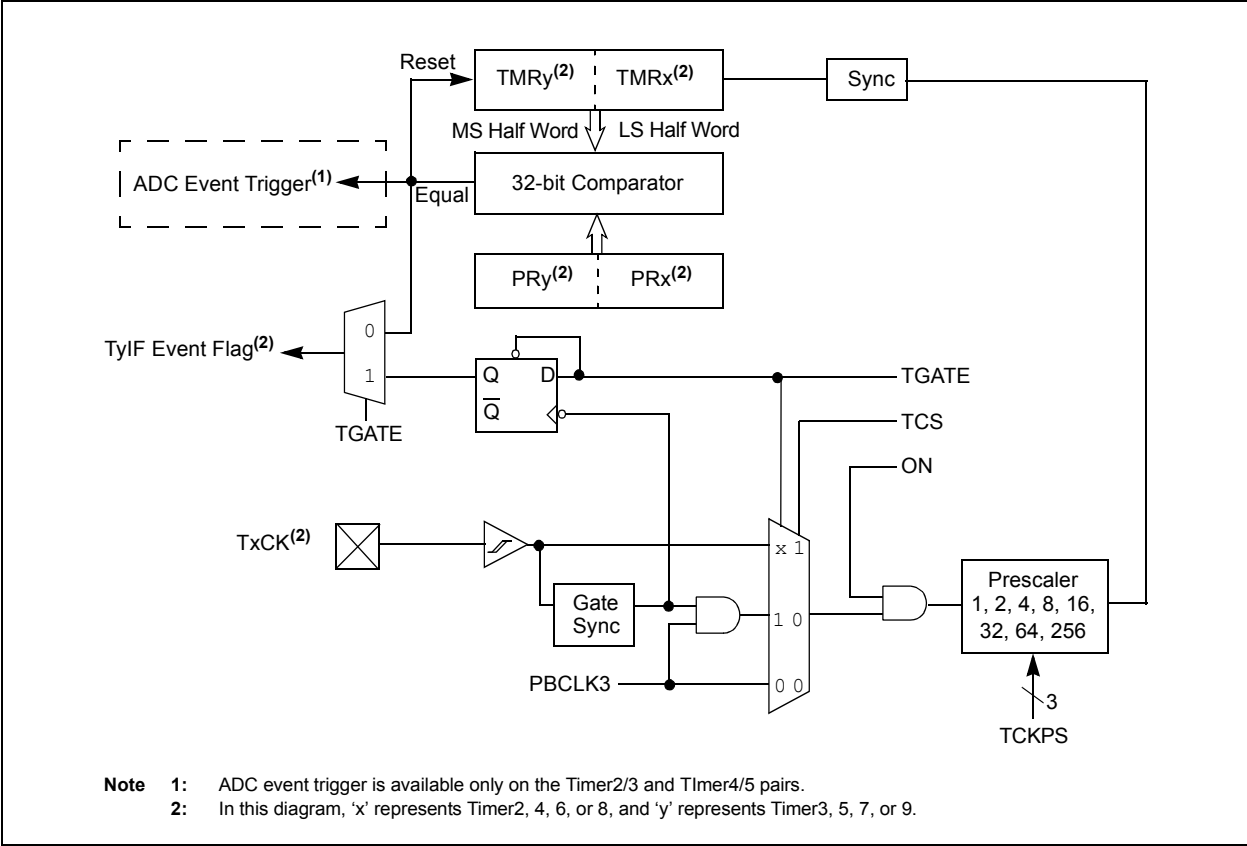 Reset
TMRy(2) TMRx(2)
Sync
MS Half Word LS Half Word
ADC Event Trigger(1)
Equal
32-bit Comparator
PRy(2) PRx(2)
0
TyIF Event Flag(2)
1
Q D
Q
TGATE
TGATE
TCS
ON
TxCK(2)
x 1
Gate
Sync
1 0
Prescaler
1, 2, 4, 8, 16,
32, 64, 256
PBCLK3
0 0
3
TCKPS
Note 1: ADC event trigger is available only on the Timer2/3 and TImer4/5 pairs.
2: In this diagram, ‘x’ represents Timer2, 4, 6, or 8, and ‘y’ represents Timer3, 5, 7, or 9.